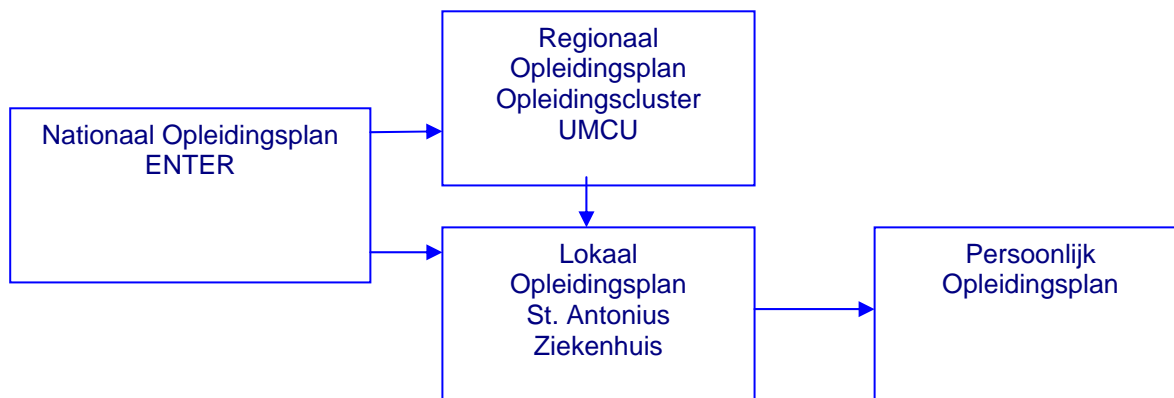 Nationaal Opleidingsplan
ENTER
Regionaal
Opleidingsplan
Opleidingscluster
UMCU
Lokaal
Opleidingsplan
St. Antonius
Ziekenhuis
Persoonlijk
Opleidingsplan